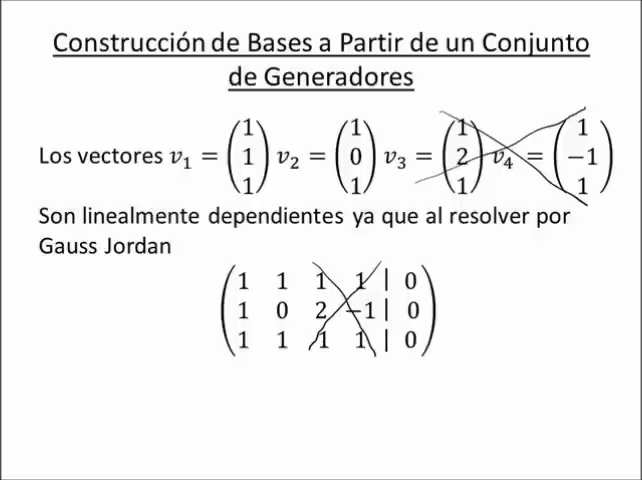 Construcción de Bases a Partir de un Conjunto
de Generadores
Los vectores v₁ = (1 1 1) v₂ = (1 0 1) v₃ = (1 2 1) v₄ = (1 −1 1)
Son linealmente dependientes ya que al resolver por
Gauss Jordan
1 1 1 1 | 0
1 0 2 −1 | 0
1 1 1 1 | 0